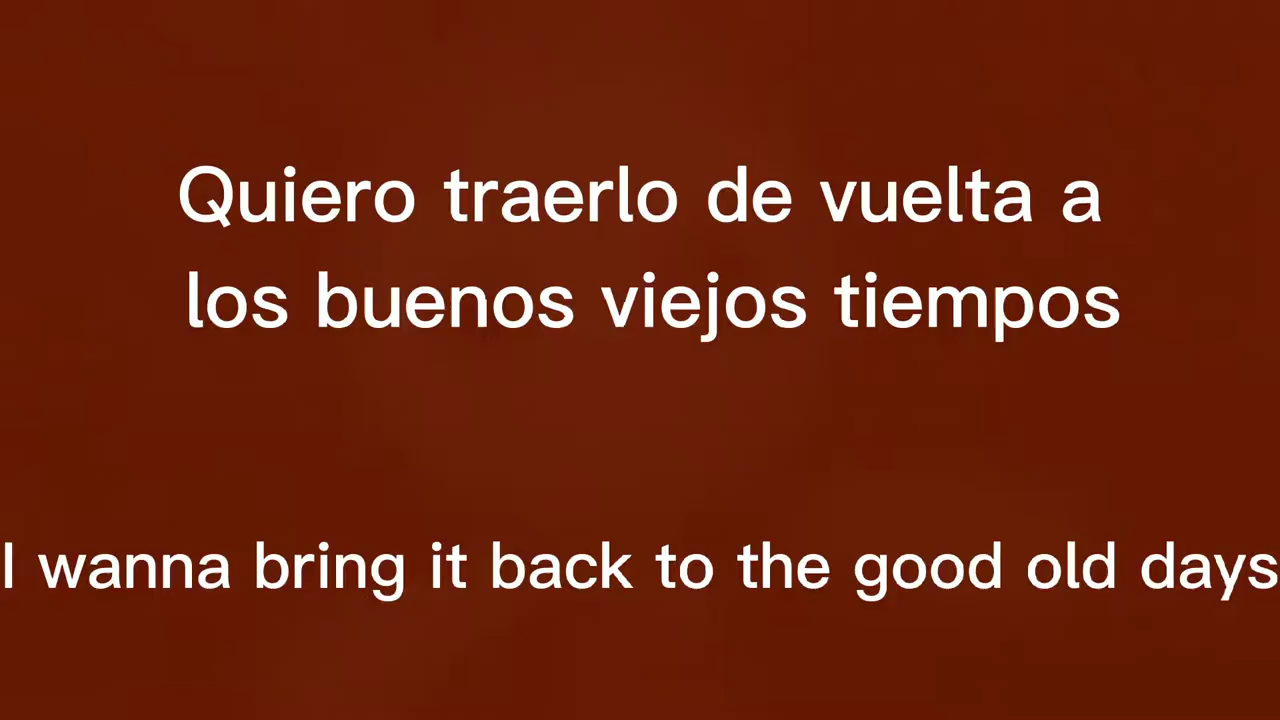 Quiero traerlo de vuelta a
los buenos viejos tiempos
I wanna bring it back to the good old days